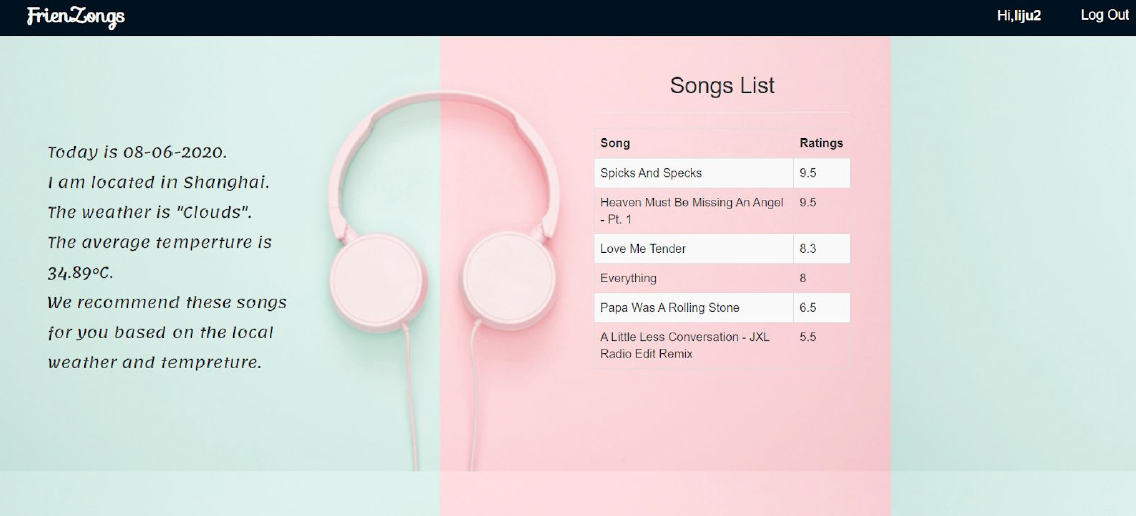 FrienZongs
Hi,liju2
Log Out
Today is 08-06-2020.
I am located in Shanghai.
The weather is "Clouds".
The average temperture is
34.89ºC.
We recommend these songs
for you based on the local
weather and tempreture.
Songs List
Song Ratings
Spicks And Specks 9.5
Heaven Must Be Missing An Angel 9.5
- Pt. 1
Love Me Tender 8.3
Everything 8
Papa Was A Rolling Stone 6.5
A Little Less Conversation - JXL 5.5
Radio Edit Remix